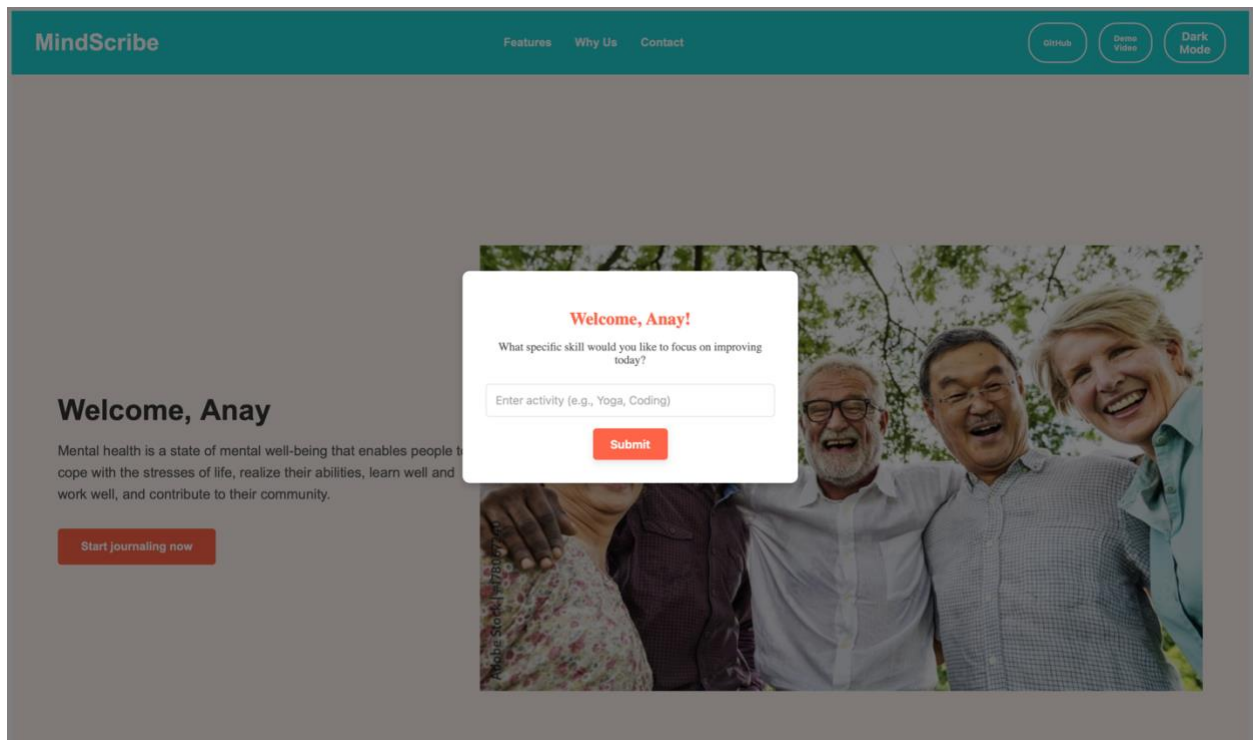 MindScribe
Features Why Us Contact
GitHub
Demo
Video
Dark
Mode
Welcome, Anay!
What specific skill would you like to focus on improving
today?
Enter activity (e.g., Yoga, Coding)
Submit
Welcome, Anay
Mental health is a state of mental well-being that enables people
cope with the stresses of life, realize their abilities, learn well and
work well, and contribute to their community.
Start journaling now
Adobe Stock